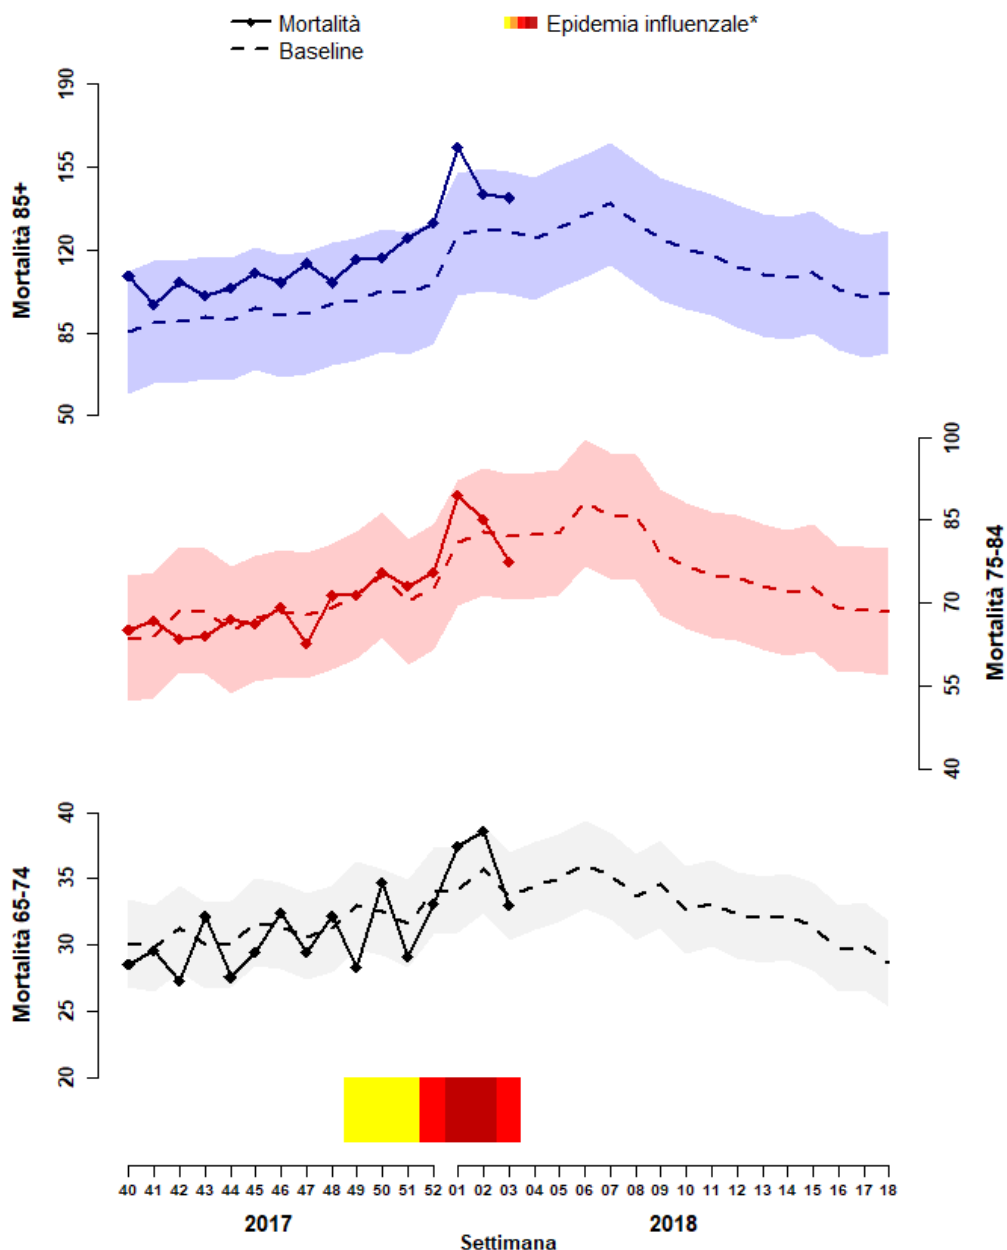 Mortalità
Epidemia influenzale*
Baseline
Mortalità 85+
190
155
120
85
50
Mortalità 75-84
100
85
70
55
40
Mortalità 65-74
40
35
30
25
20
40 41 42 43 44 45 46 47 48 49 50 51 52 01 02 03 04 05 06 07 08 09 10 11 12 13 14 15 16 17 18
2017 2018
Settimana